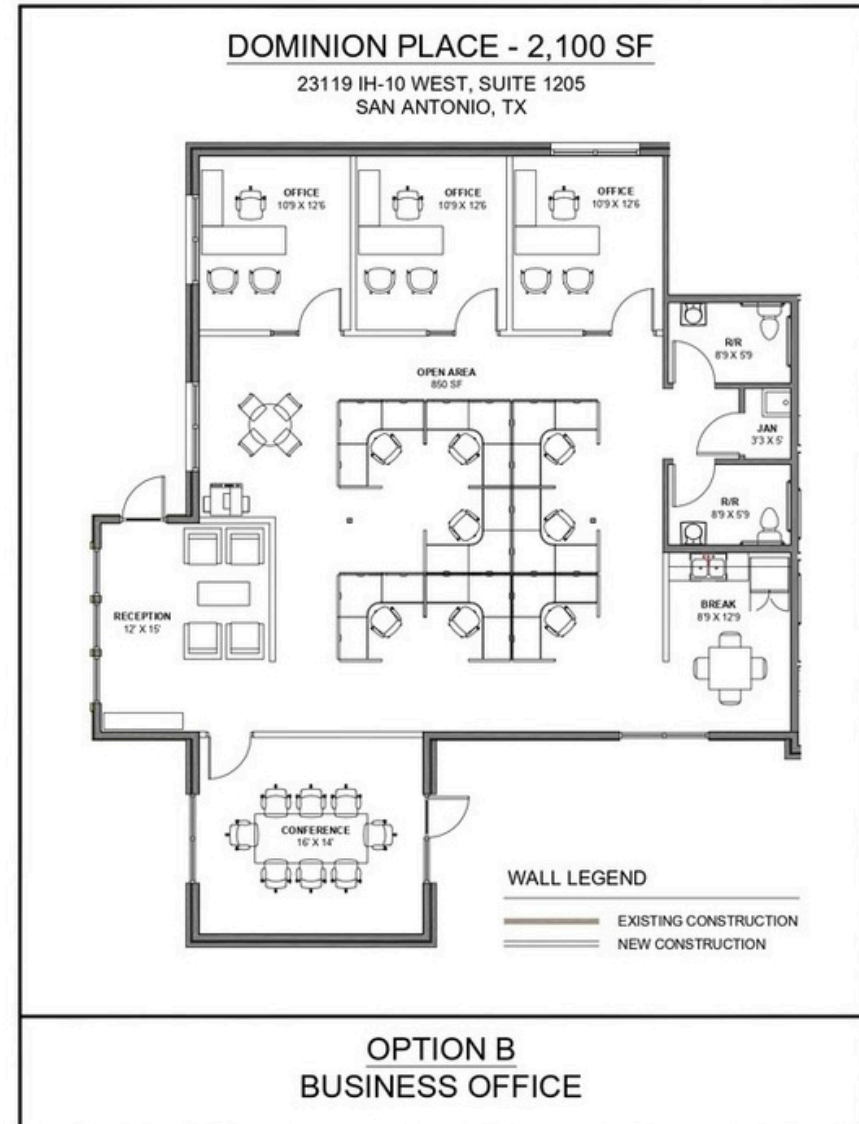 DOMINION PLACE - 2,100 SF
23119 IH-10 WEST, SUITE 1205
SAN ANTONIO, TX
OFFICE
10'9 X 12'6
OFFICE
10'9 X 12'6
OFFICE
10'9 X 12'6
R/R
8'9 X 5'9
OPEN AREA
850 SF
JAN
3'3 X 5'
R/R
8'9 X 5'9
BREAK
8'9 X 12'9
RECEPTION
12' X 15'
CONFERENCE
16' X 14'
WALL LEGEND
EXISTING CONSTRUCTION
NEW CONSTRUCTION
OPTION B
BUSINESS OFFICE